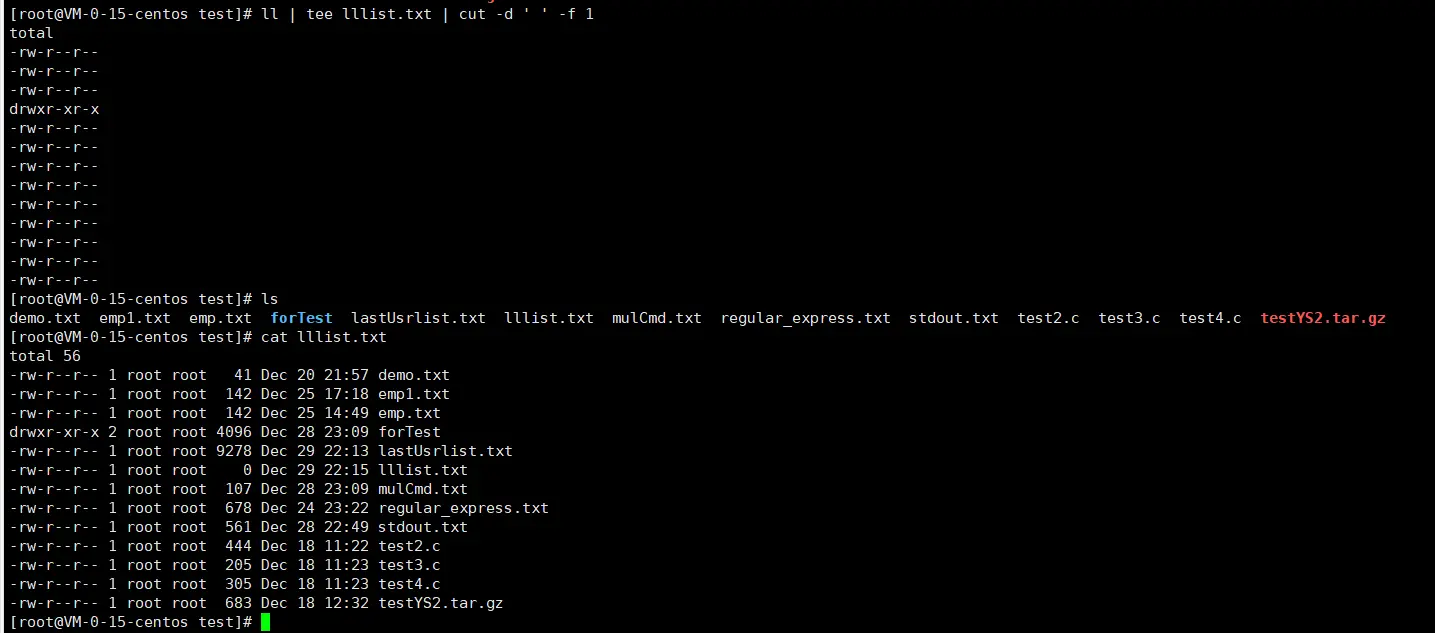 [root@VM-0-15-centos test]# ll | tee lllist.txt | cut -d ' ' -f 1
total
-rw-r--r--
-rw-r--r--
-rw-r--r--
drwxr-xr-x
-rw-r--r--
-rw-r--r--
-rw-r--r--
-rw-r--r--
-rw-r--r--
-rw-r--r--
-rw-r--r--
-rw-r--r--
-rw-r--r--
[root@VM-0-15-centos test]# ls
demo.txt  emp1.txt  emp.txt  forTest  lastUsrlist.txt  lllist.txt  mulCmd.txt  regular_express.txt  stdout.txt  test2.c  test3.c  test4.c  testYS2.tar.gz
[root@VM-0-15-centos test]# cat lllist.txt
total 56
-rw-r--r-- 1 root root   41 Dec 20 21:57 demo.txt
-rw-r--r-- 1 root root  142 Dec 25 17:18 emp1.txt
-rw-r--r-- 1 root root  142 Dec 25 14:49 emp.txt
drwxr-xr-x 2 root root 4096 Dec 28 23:09 forTest
-rw-r--r-- 1 root root 9278 Dec 29 22:13 lastUsrlist.txt
-rw-r--r-- 1 root root    0 Dec 29 22:15 lllist.txt
-rw-r--r-- 1 root root  107 Dec 28 23:09 mulCmd.txt
-rw-r--r-- 1 root root  678 Dec 24 23:22 regular_express.txt
-rw-r--r-- 1 root root  561 Dec 28 22:49 stdout.txt
-rw-r--r-- 1 root root  444 Dec 18 11:22 test2.c
-rw-r--r-- 1 root root  205 Dec 18 11:23 test3.c
-rw-r--r-- 1 root root  305 Dec 18 11:23 test4.c
-rw-r--r-- 1 root root  683 Dec 18 12:32 testYS2.tar.gz
[root@VM-0-15-centos test]#